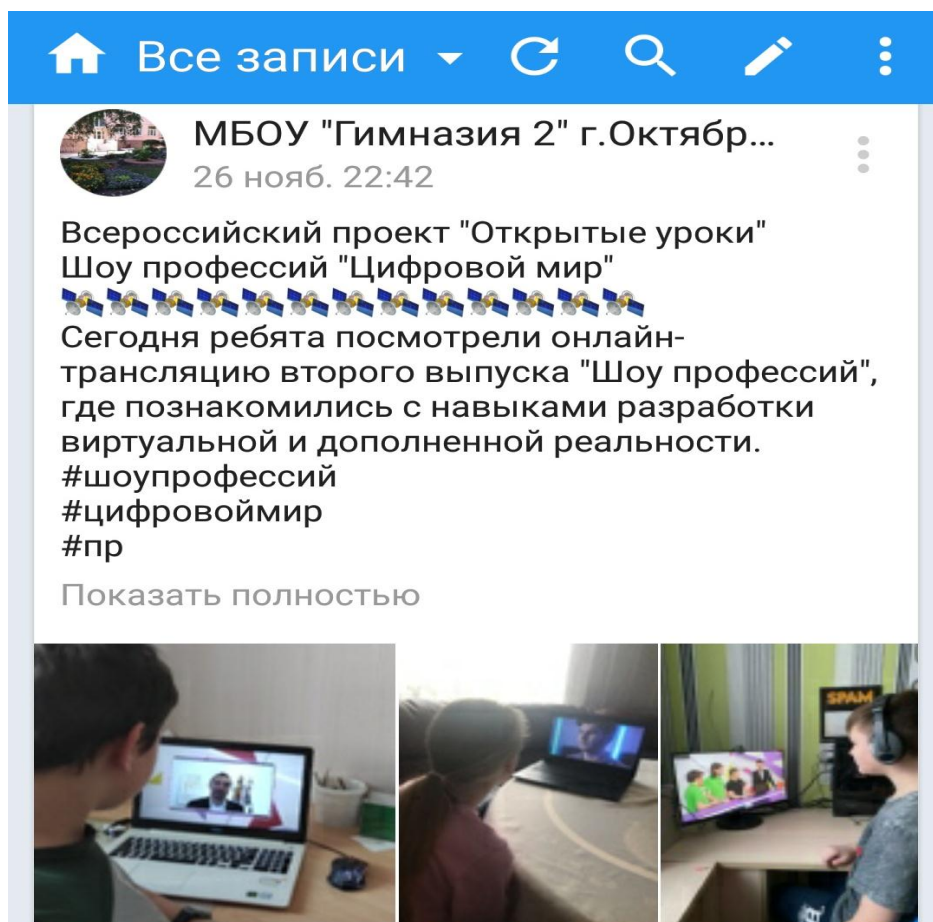 Все записи
МБОУ "Гимназия 2" г.Октябр...
26 нояб. 22:42
Всероссийский проект "Открытые уроки"
Шоу профессий "Цифровой мир"
Сегодня ребята посмотрели онлайн-
трансляцию второго выпуска "Шоу профессий",
где познакомились с навыками разработки
виртуальной и дополненной реальности.
#шоупрофессий
#цифровоймир
#пр
Показать полностью
SPAM